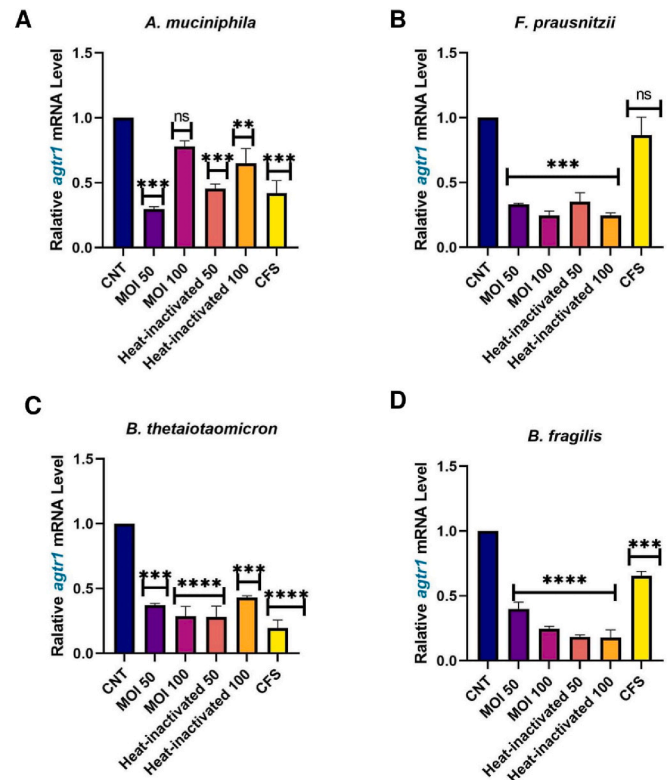 A
A. muciniphila
Ralative agtr1 mRNA Level
1.5
1.0
0.5
0.0
***
ns
***
**
***
CNT
MOI 50
MOI 100
Heat-inactivated 50
Heat-inactivated 100
CFS
B
F. prausnitzii
Ralative agtr1 mRNA Level
1.5
1.0
0.5
0.0
***
ns
CNT
MOI 50
MOI 100
Heat-inactivated 50
Heat-inactivated 100
CFS
C
B. thetaiotaomicron
Ralative agtr1 mRNA Level
1.5
1.0
0.5
0.0
***
****
***
****
CNT
MOI 50
MOI 100
Heat-inactivated 50
Heat-inactivated 100
CFS
D
B. fragilis
Ralative agtr1 mRNA Level
1.5
1.0
0.5
0.0
****
***
CNT
MOI 50
MOI 100
Heat-inactivated 50
Heat-inactivated 100
CFS